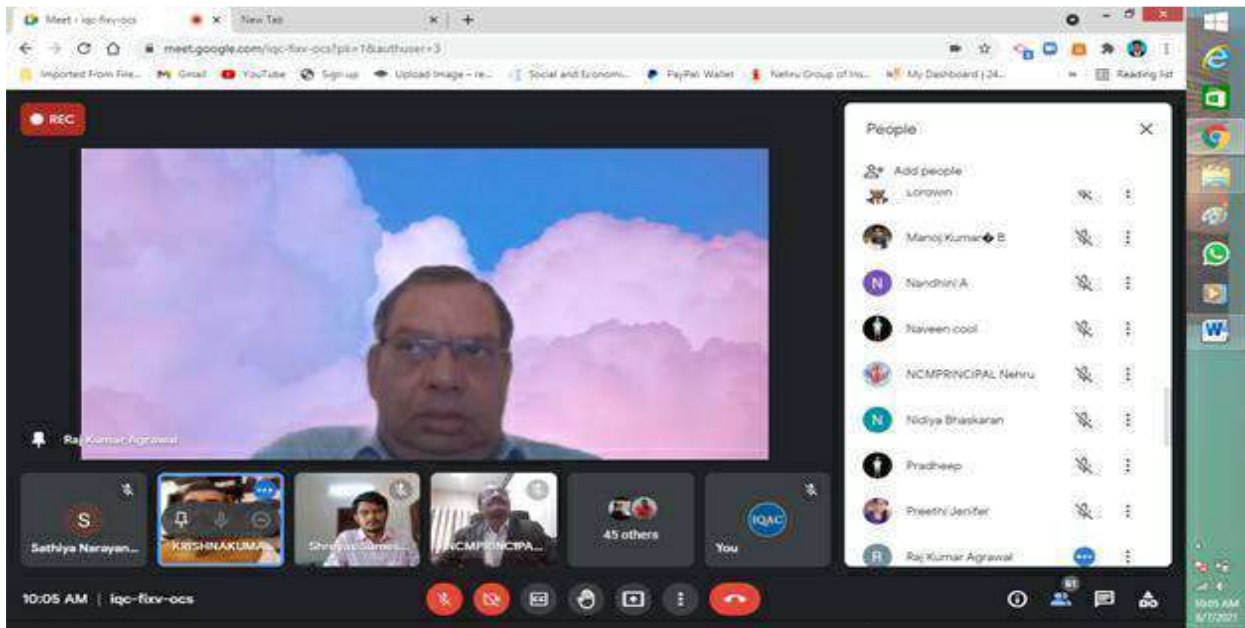 Meet - iqc-fixv-ocs
New Tab
meet.google.com/iqc-fixv-ocs?pli=1&authuser=3
Imported From Fire...
Gmail
YouTube
Sign up
Upload Image – re...
Social and Econom...
PayPal Wallet
Nehru Group of Ins...
My Dashboard | 24...
Reading list
REC
People
Add people
Manoj Kumar� B
N
Nandhini A
Naveen cool
NCMPRINCIPAL Nehru
N
Nidiya Bhaskaran
Pradheep
Preethi Jenifer
R
Raj Kumar Agrawal
Raj Kumar Agrawal
S
Sathiya Narayan...
KRISHNAKUMA...
NCMPRINCIPA...
45 others
IQAC
You
10:05 AM | iqc-fixv-ocs
61
10:05 AM